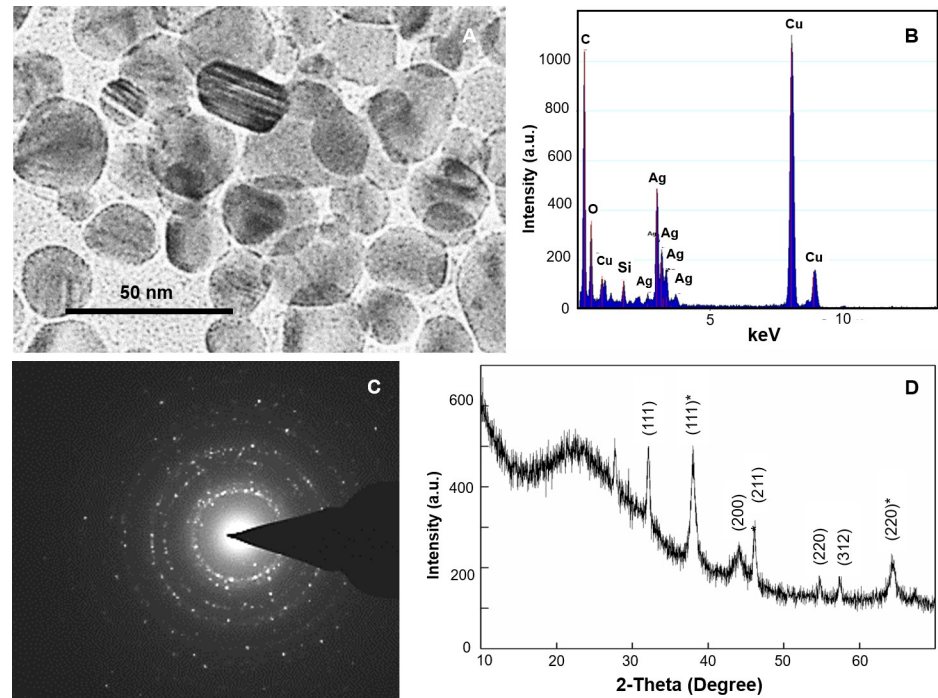 A
50 nm
B
Intensity (a.u.)
1000
800
600
400
200
0
C
O
Cu
Si
Ag
Ag
Ag
Ag
Ag
Ag
Cu
Cu
5
10
keV
C
D
Intensity (a.u.)
600
400
200
0
(111)
(111)*
(200)
*
(211)
(220)
(312)
(220)*
10
20
30
40
50
60
2-Theta (Degree)